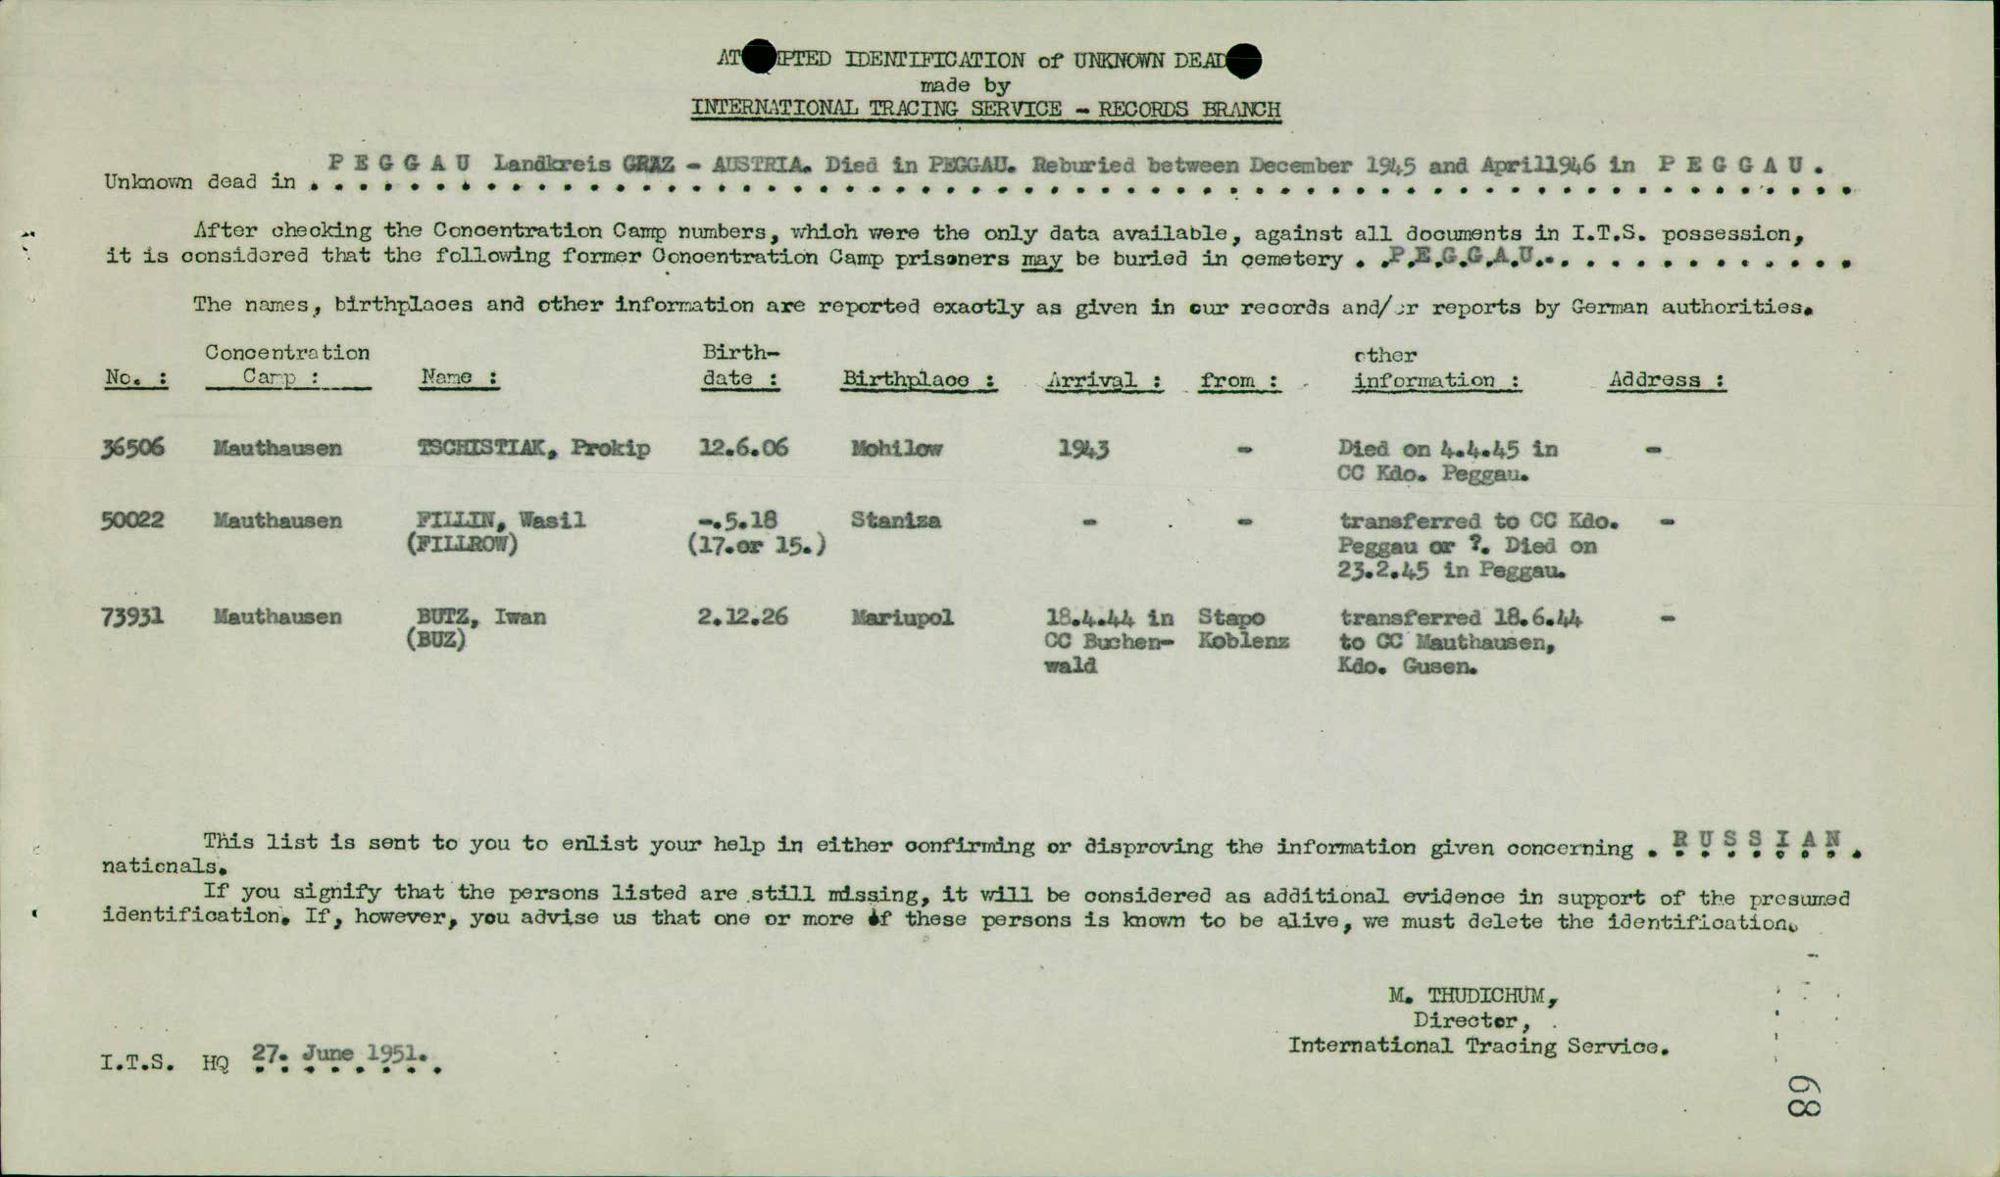 AT PTED IDENTIFICATION of UNKNOWN DEAD
made by
INTERNATIONAL TRACING SERVICE - RECORDS BRANCH
P E G G A U Landkreis GRAZ - AUSTRIA. Died in PEGGAU. Reburied between December 1945 and April1946 in P E G G A U .
Unknown dead in . . . . . . . . . . . . . . . . . . . . . . . . . . . . . . . . . . . . . . . . . . . . . . . . . . . . . . . . . . . . .
After checking the Concentration Camp numbers, which were the only data available, against all documents in I.T.S. possession,
it is considered that the following former Concentration Camp prisoners may be buried in cemetery . .P.E.G.G.A.U.. . . . . . . . . . . . .
The names, birthplaces and other information are reported exactly as given in our records and/or reports by German authorities.
Concentration Birth- other
No. : Camp : Name : date : Birthplace : Arrival : from : information : Address :
36506 Mauthausen TSCHISTIAK, Prokip 12.6.06 Mohilow 1943 - Died on 4.4.45 in -
CC Kdo. Peggau.
50022 Mauthausen FILLIN, Wasil -.5.18 Staniza - - transferred to CC Kdo. -
(FILLROW) (17.or 15.) Peggau or ?. Died on
23.2.45 in Peggau.
73931 Mauthausen BUTZ, Iwan 2.12.26 Mariupol 18.4.44 in Stapo transferred 18.6.44 -
(BUZ) CC Buchen- Koblenz to CC Mauthausen,
wald Kdo. Gusen.
This list is sent to you to enlist your help in either confirming or disproving the information given concerning . R U S S I A N .
nationals.
If you signify that the persons listed are still missing, it will be considered as additional evidence in support of the presumed
identification. If, however, you advise us that one or more of these persons is known to be alive, we must delete the identification.
M. THUDICHUM,
Director,
International Tracing Service.
I.T.S. HQ 27. June 1951.
89